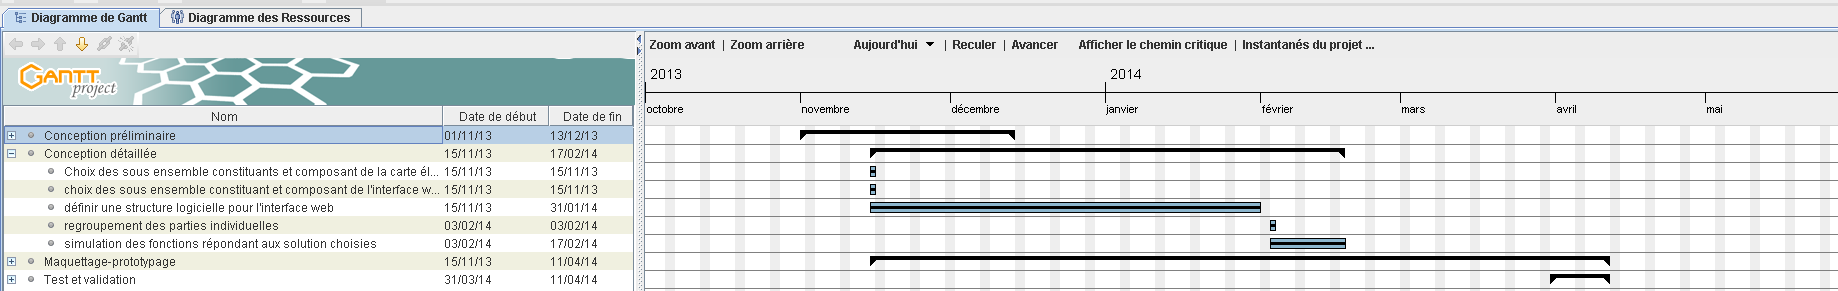 Diagramme de Gantt Diagramme des Ressources
Zoom avant | Zoom arrière Aujourd'hui | Reculer | Avancer Afficher le chemin critique | Instantanés du projet ...
GANTT
project
2013 2014
octobre novembre décembre janvier février mars avril mai
Nom Date de début Date de fin
Conception préliminaire 01/11/13 13/12/13
Conception détaillée 15/11/13 17/02/14
Choix des sous ensemble constituants et composant de la carte él... 15/11/13 15/11/13
choix des sous ensemble constituant et composant de l'interface w... 15/11/13 15/11/13
définir une structure logicielle pour l'interface web 15/11/13 31/01/14
regroupement des parties individuelles 03/02/14 03/02/14
simulation des fonctions répondant aux solution choisies 03/02/14 17/02/14
Maquettage-prototypage 15/11/13 11/04/14
Test et validation 31/03/14 11/04/14